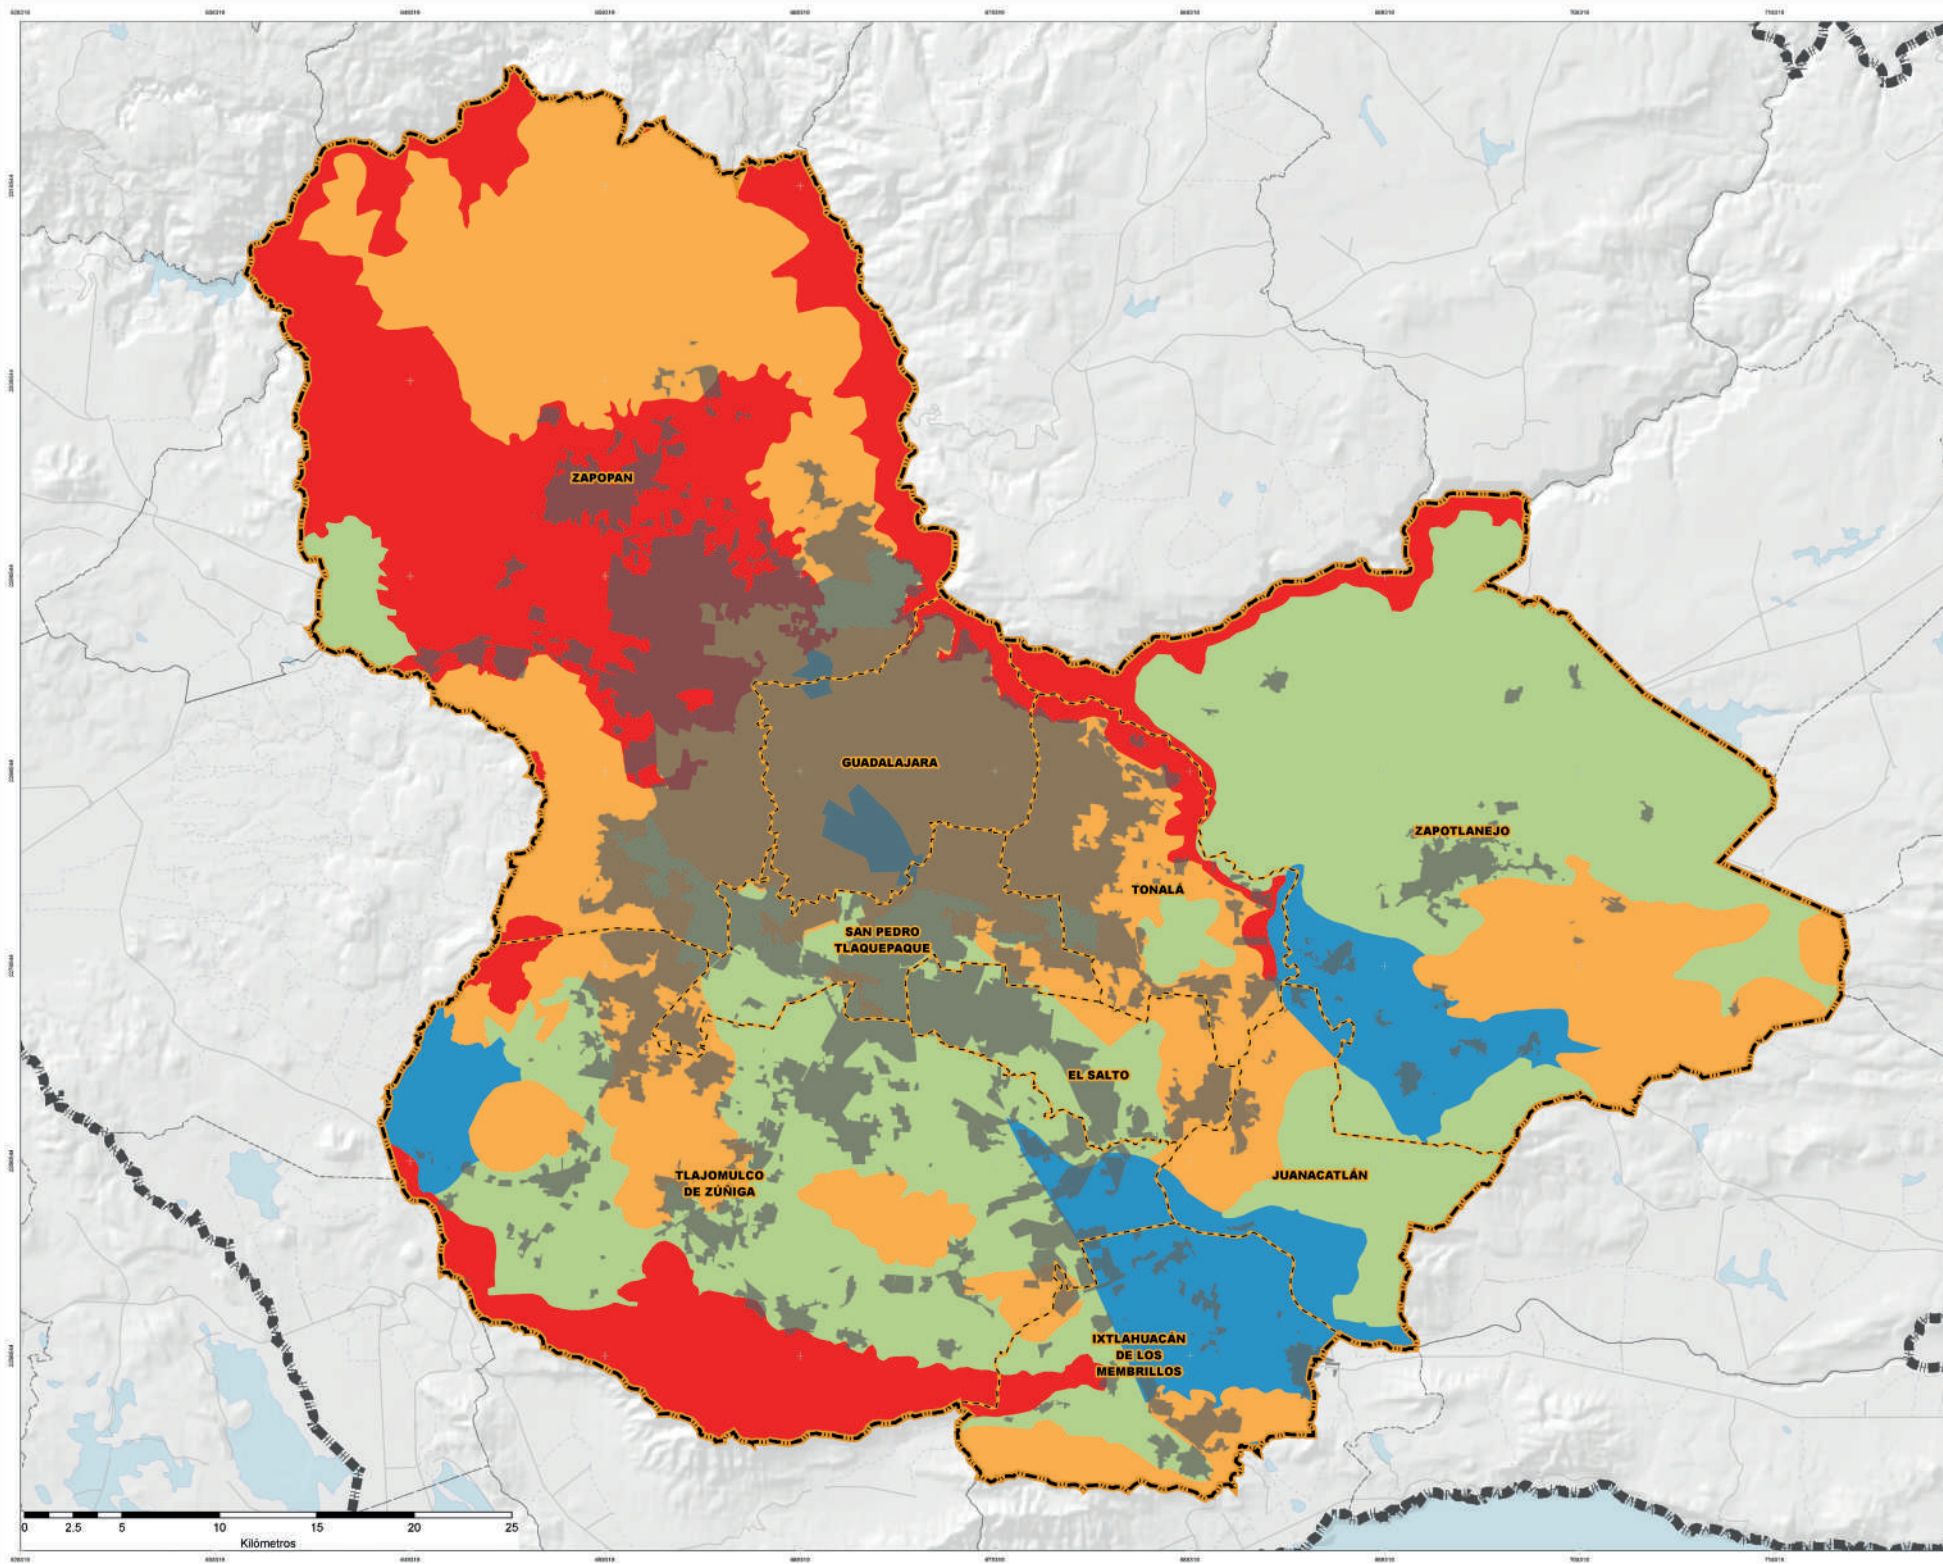 ZAPOPAN
GUADALAJARA
ZAPOTLANEJO
TONALÁ
SAN PEDRO
TLAQUEPAQUE
EL SALTO
TLAJOMULCO
DE ZÚÑIGA
JUANACATLÁN
IXTLAHUACÁN
DE LOS
MEMBRILLOS
0 2.5 5 10 15 20 25
Kilómetros